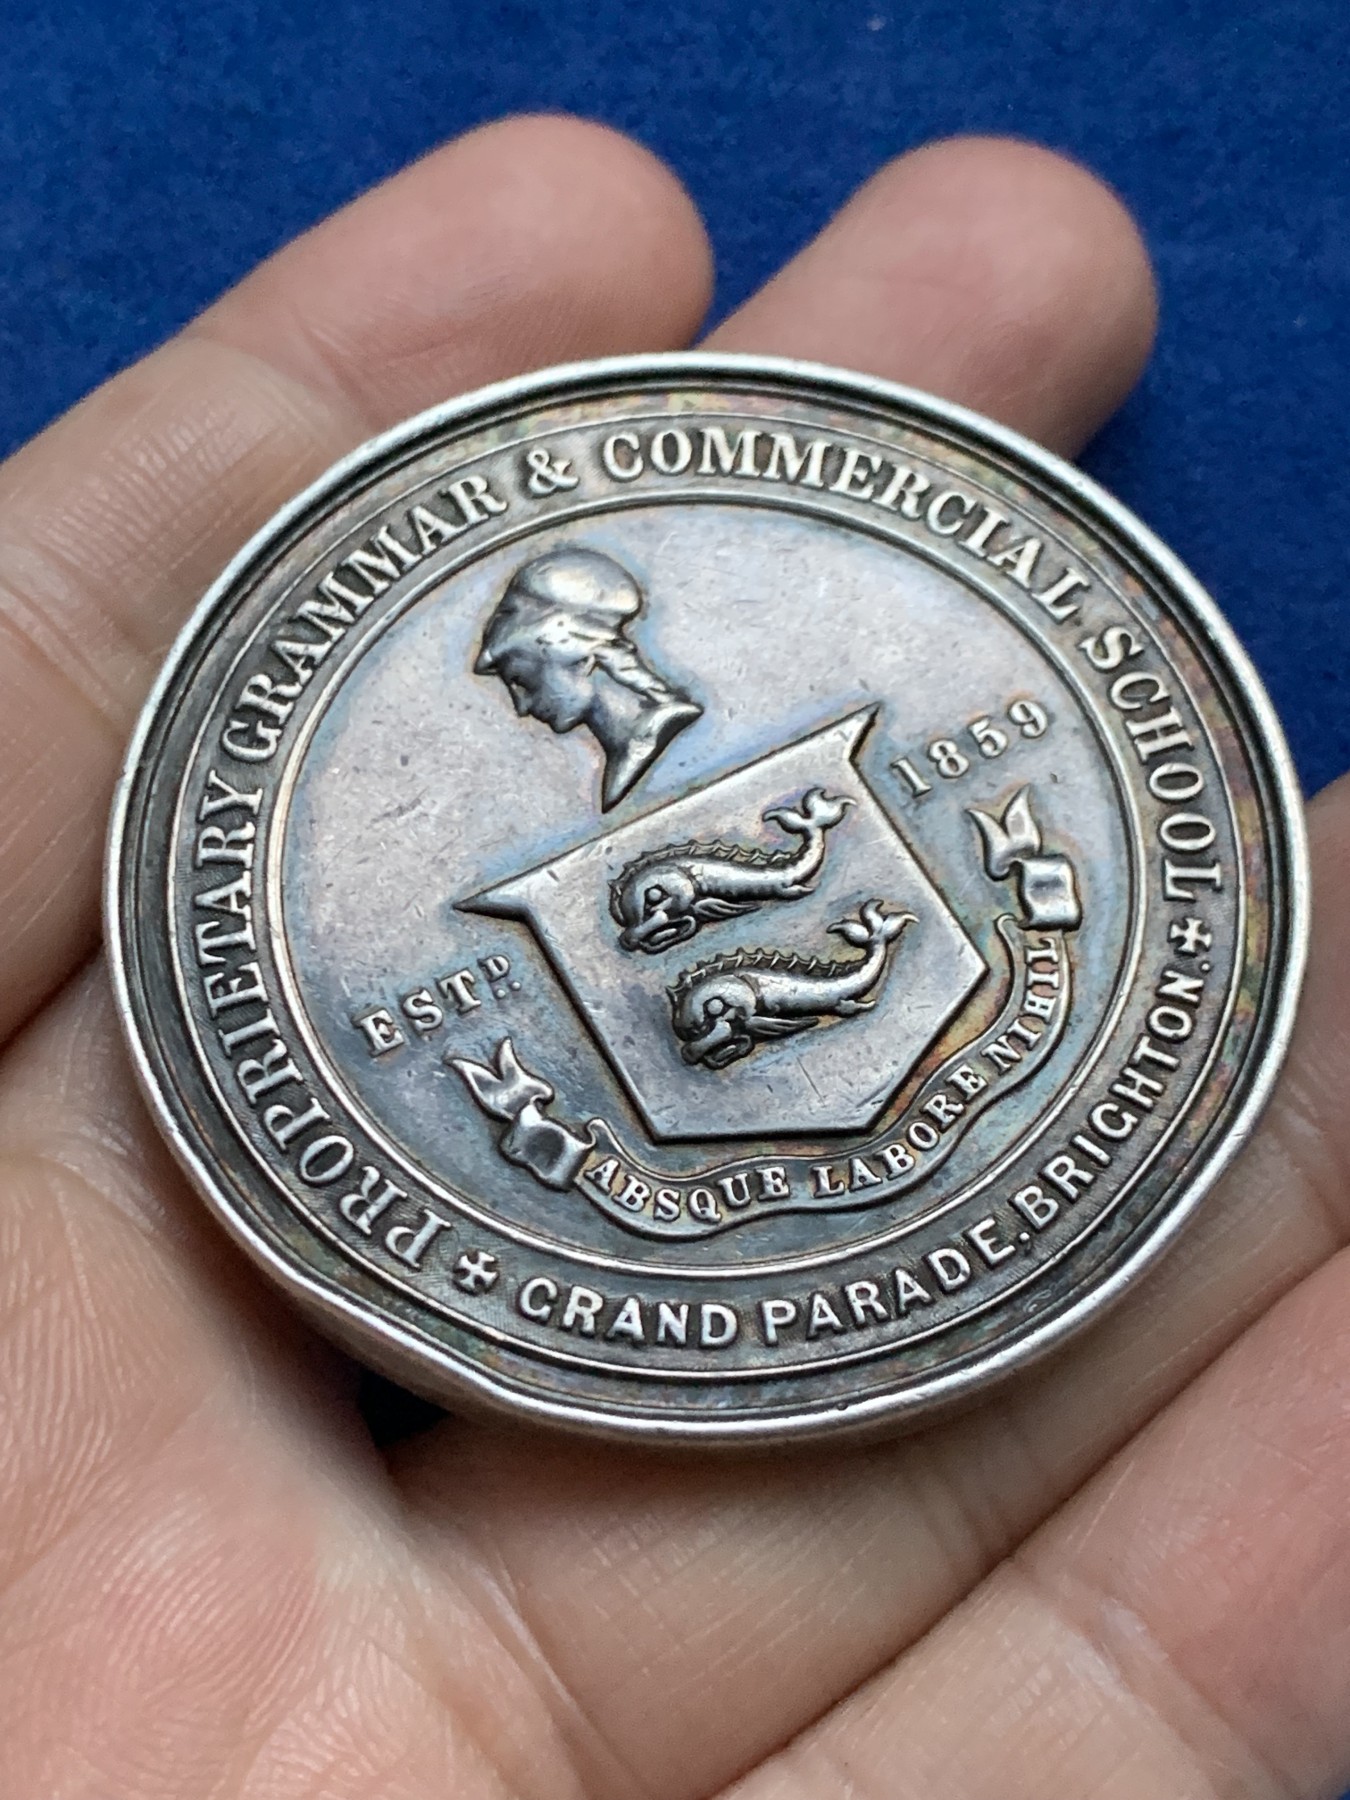 PROPRIETARY GRAMMAR & COMMERCIAL SCHOOL
GRAND PARADE. BRIGHTON.
ESTD. 1859
ABSQUE LABORE NIHIL